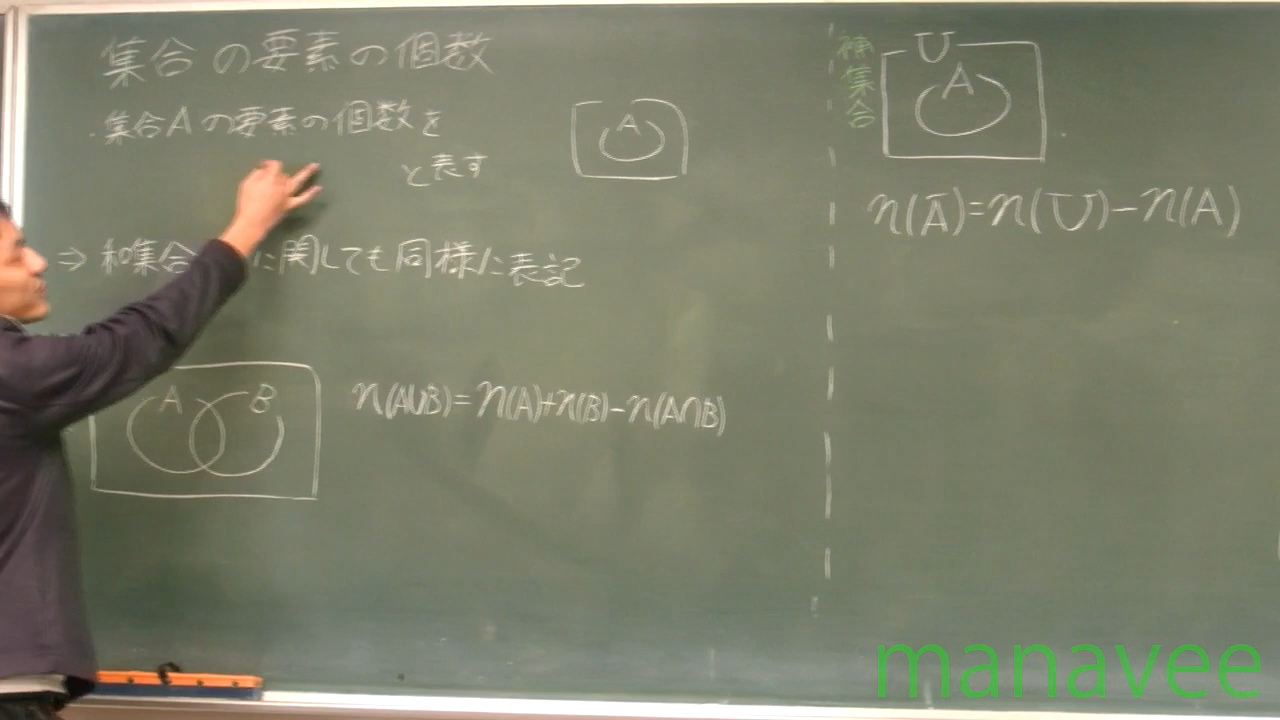 集合の要素の個数
・集合Aの要素の個数を
と表す
⇒ 和集合 に関しても同様に表記
A
A B
n(A∪B)=n(A)+n(B)-n(A∩B)
補集合
U
A
n(Ā)=n(U)-n(A)
manavee